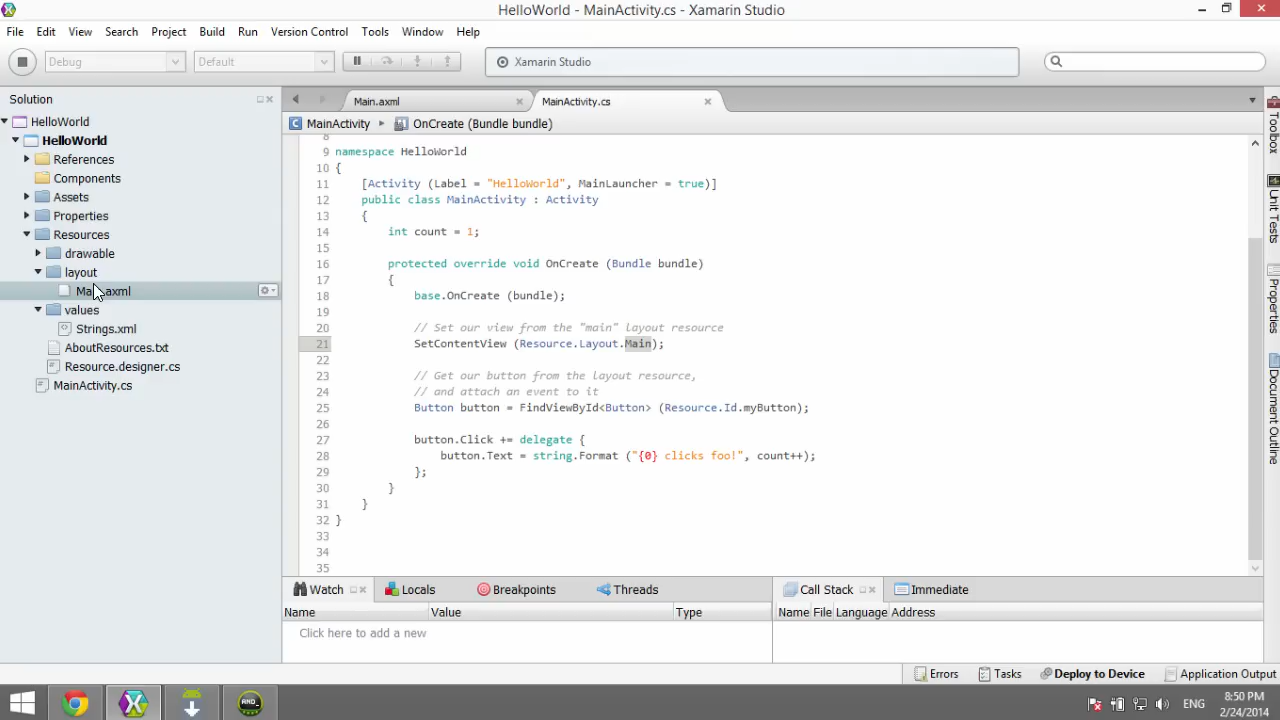 HelloWorld - MainActivity.cs - Xamarin Studio
File Edit View Search Project Build Run Version Control Tools Window Help
Debug Default Xamarin Studio
Solution
Main.axml MainActivity.cs
MainActivity OnCreate (Bundle bundle)
HelloWorld
HelloWorld
References
Components
Assets
Properties
Resources
drawable
layout
Main.axml
values
Strings.xml
AboutResources.txt
Resource.designer.cs
MainActivity.cs
8
9 namespace HelloWorld
10 {
11 [Activity (Label = "HelloWorld", MainLauncher = true)]
12 public class MainActivity : Activity
13 {
14 int count = 1;
15
16 protected override void OnCreate (Bundle bundle)
17 {
18 base.OnCreate (bundle);
19
20 // Set our view from the "main" layout resource
21 SetContentView (Resource.Layout.Main);
22
23 // Get our button from the layout resource,
24 // and attach an event to it
25 Button button = FindViewById<Button> (Resource.Id.myButton);
26
27 button.Click += delegate {
28 button.Text = string.Format ("{0} clicks foo!", count++);
29 };
30 }
31 }
32 }
33
34
35
Toolbox
Unit Tests
Properties
Document Outline
Watch Locals Breakpoints Threads
Name Value Type
Click here to add a new
Call Stack Immediate
Name File Language Address
Errors Tasks Deploy to Device Application Output
AND_
ENG
8:50 PM
2/24/2014